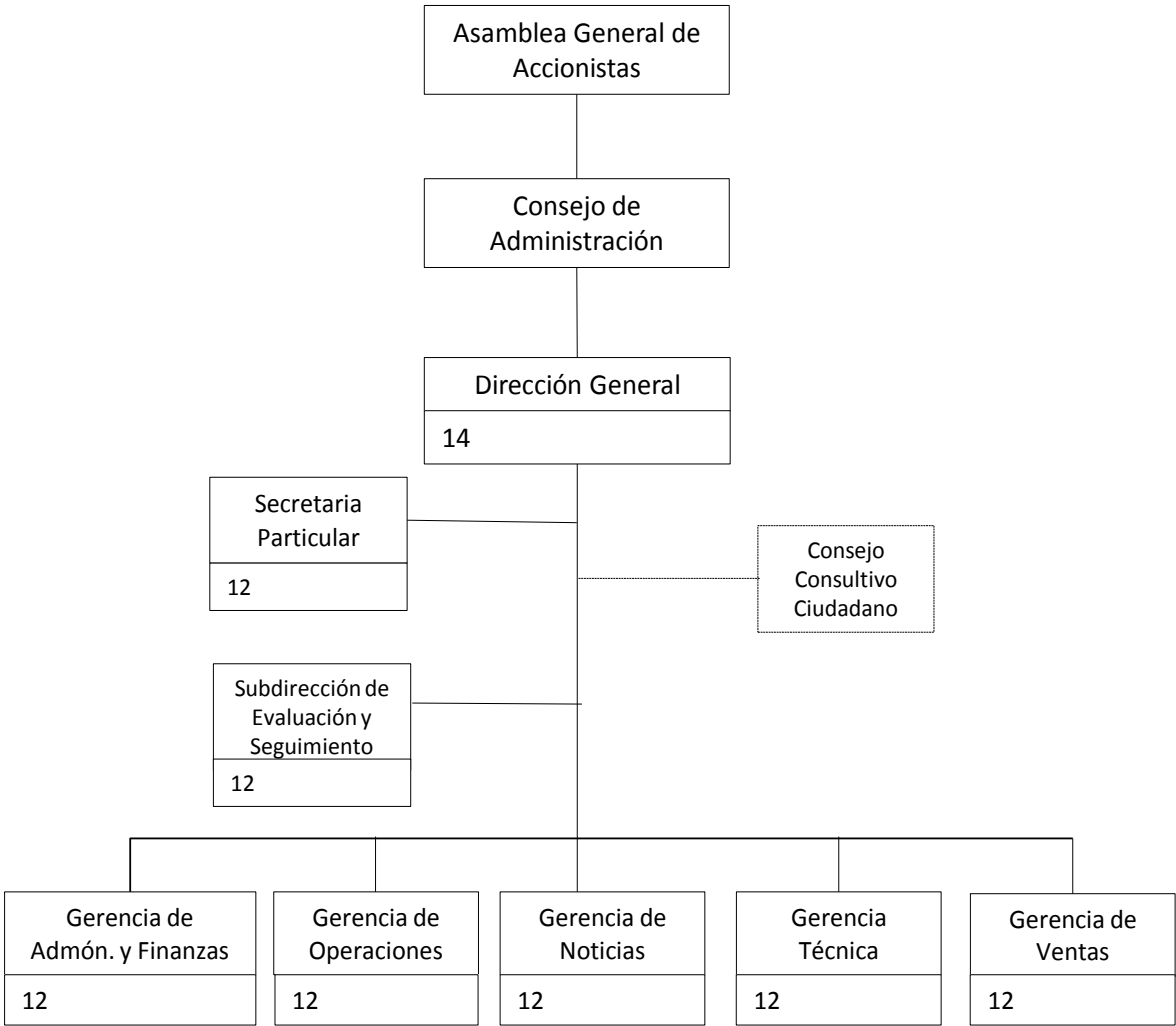 Asamblea General de
Accionistas
Consejo de
Administración
Dirección General
14
Secretaria
Particular
12
Consejo
Consultivo
Ciudadano
Subdirección de
Evaluación y
Seguimiento
12
Gerencia de
Admón. y Finanzas
12
Gerencia de
Operaciones
12
Gerencia de
Noticias
12
Gerencia
Técnica
12
Gerencia de
Ventas
12